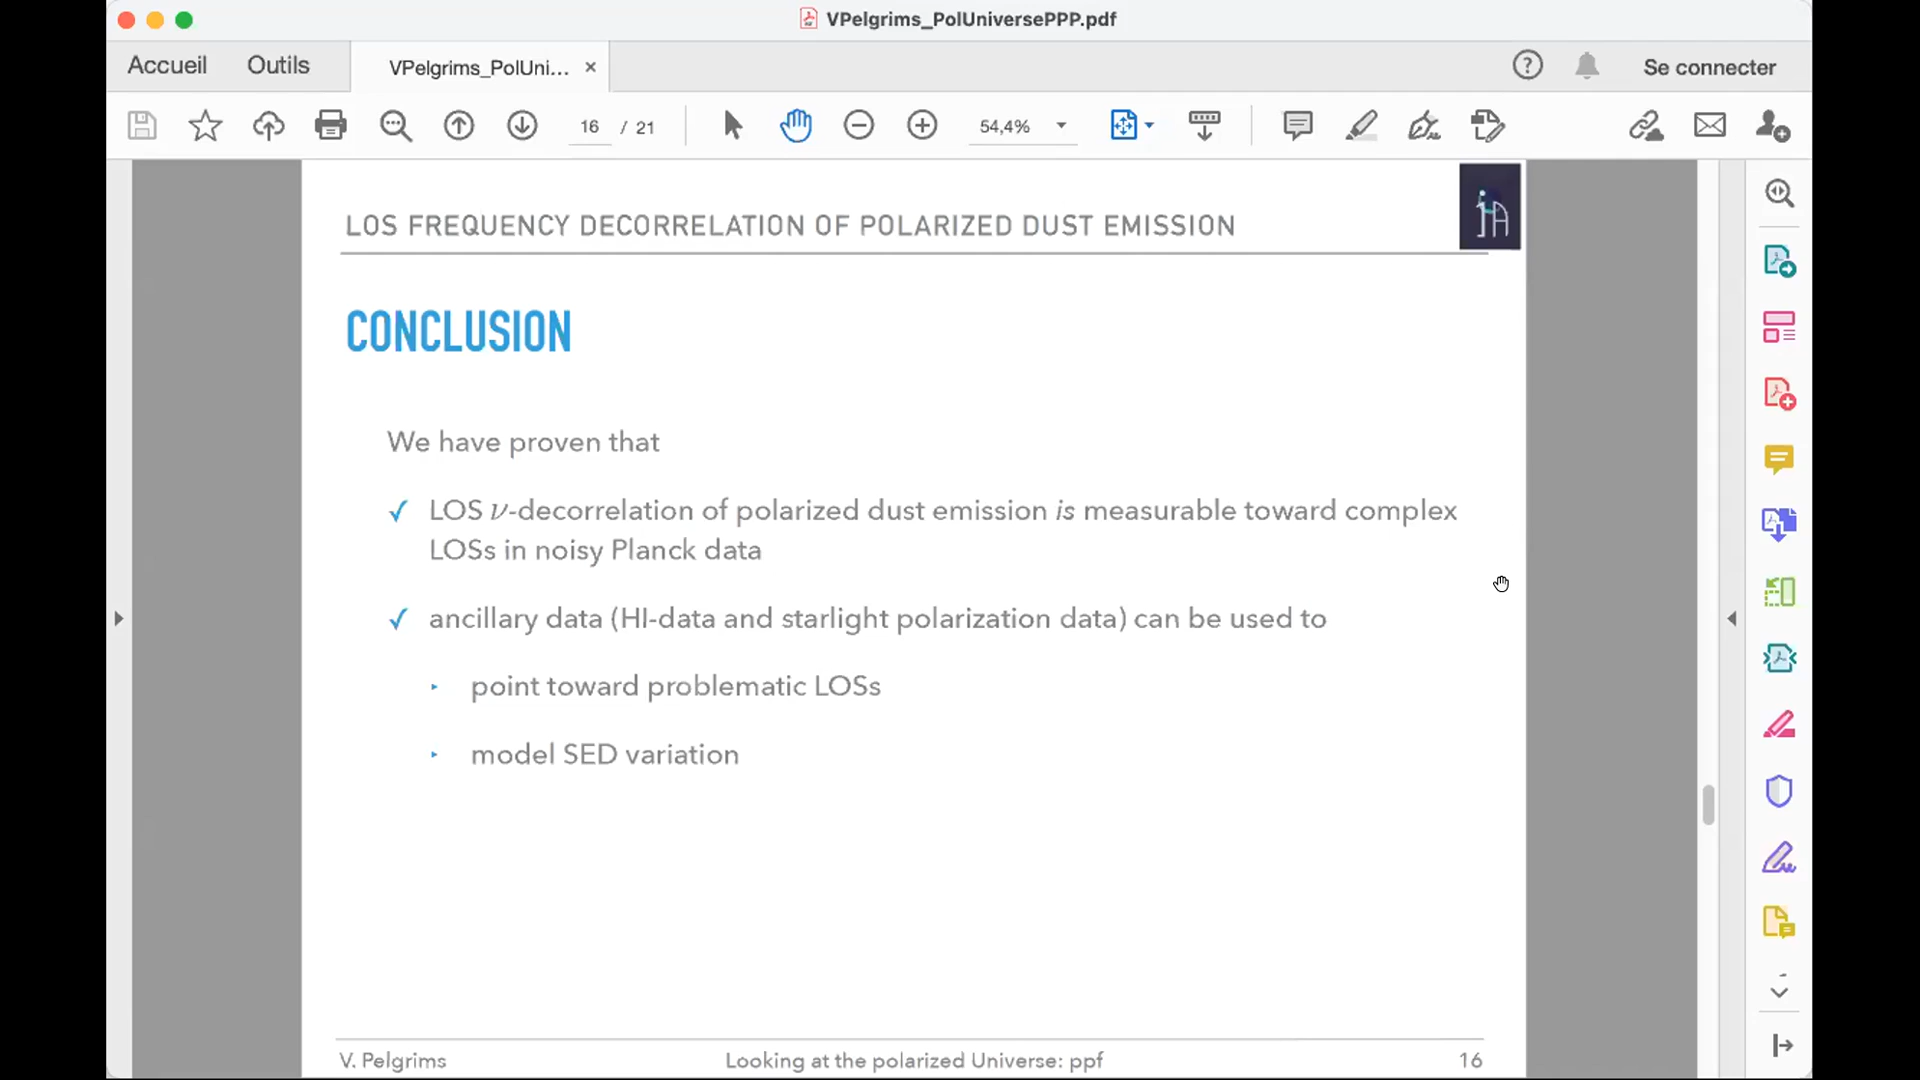 VPelgrims_PolUniversePPP.pdf
Accueil Outils VPelgrims_PolUni... × Se connecter
16 / 21 54,4%
LOS FREQUENCY DECORRELATION OF POLARIZED DUST EMISSION
CONCLUSION
We have proven that
✓ LOS ν-decorrelation of polarized dust emission is measurable toward complex
LOSs in noisy Planck data
✓ ancillary data (HI-data and starlight polarization data) can be used to
‣ point toward problematic LOSs
‣ model SED variation
V. Pelgrims Looking at the polarized Universe: ppf 16